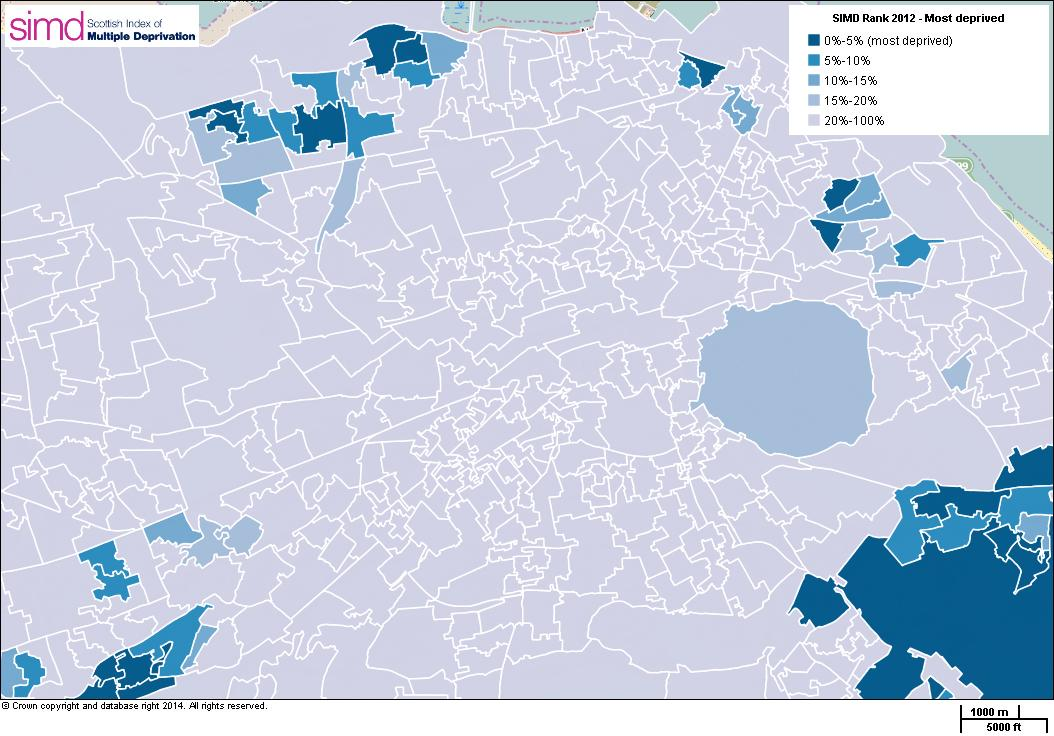 simd Scottish Index of
Multiple Deprivation
SIMD Rank 2012 - Most deprived
0%-5% (most deprived)
5%-10%
10%-15%
15%-20%
20%-100%
© Crown copyright and database right 2014. All rights reserved.
1000 m
5000 ft